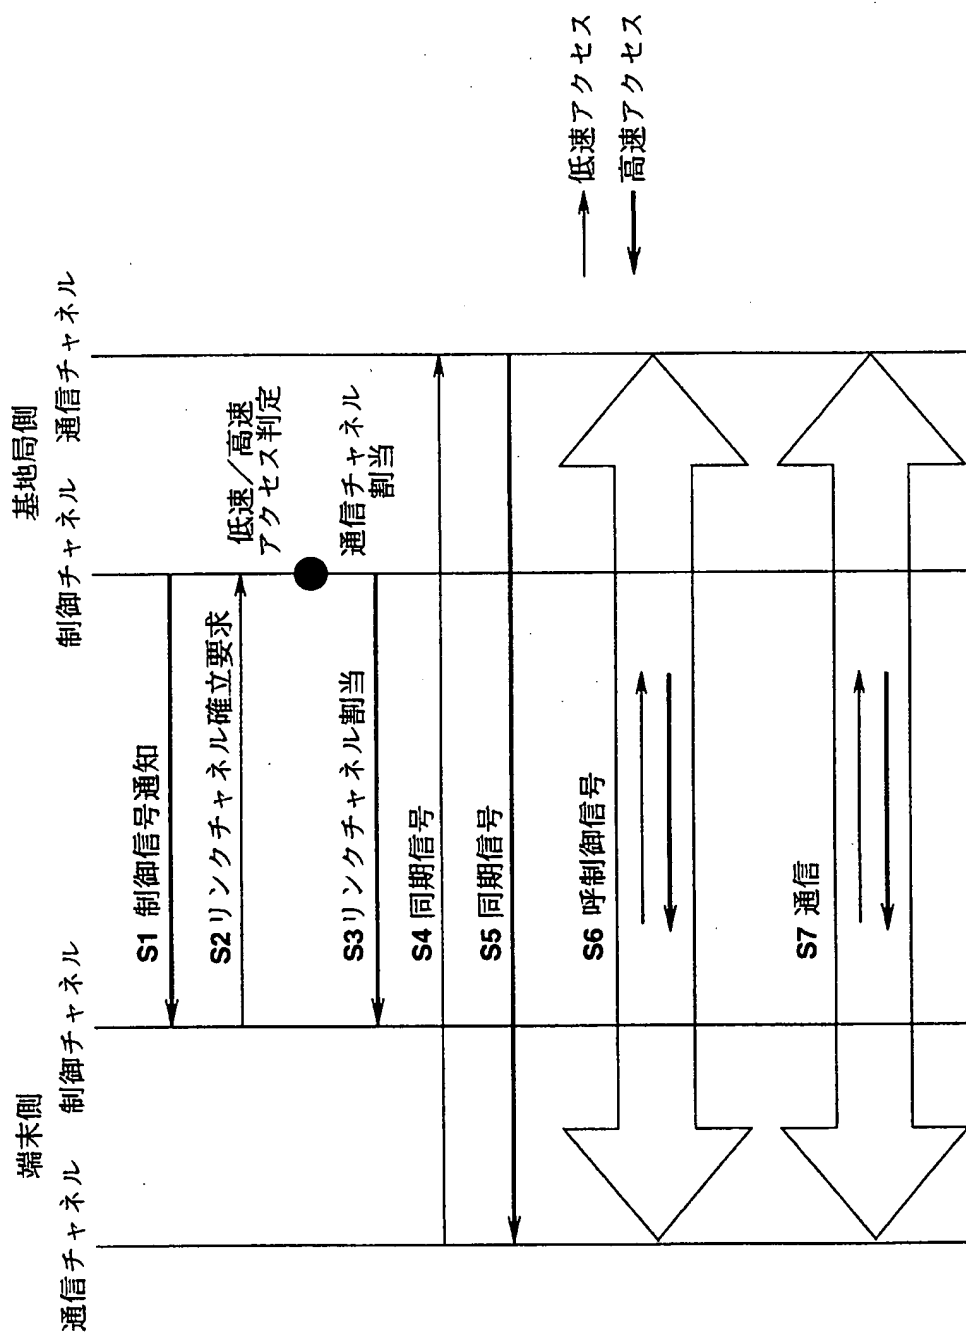 端末側
基地局側
通信チャネル
制御チャネル
制御チャネル
通信チャネル
S1 制御信号通知
S2リンクチャネル確立要求
低速/高速
アクセス判定
通信チャネル
割当
S3リンクチャネル割当
S4 同期信号
S5 同期信号
S6 呼制御信号
S7 通信
低速アクセス
高速アクセス